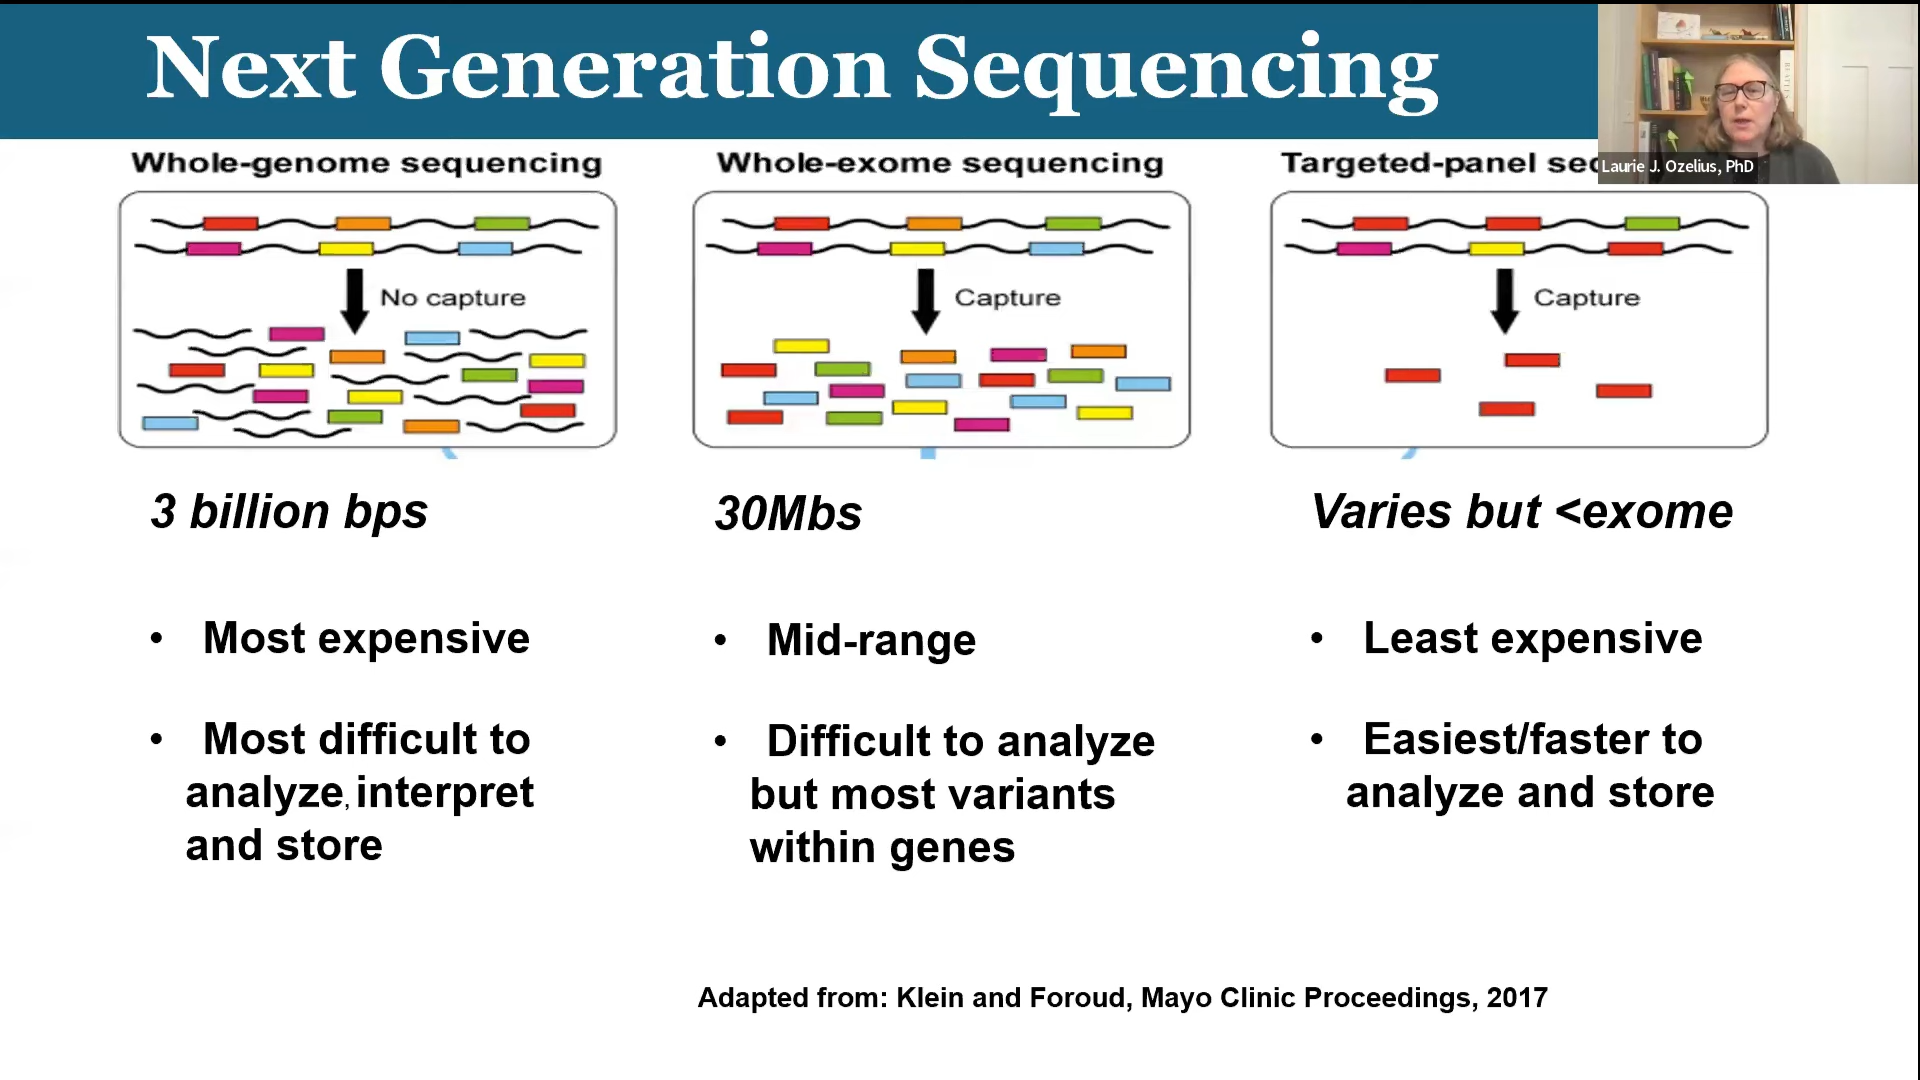 Next Generation Sequencing
Laurie J. Ozelius, PhD
Whole-genome sequencing
No capture
3 billion bps
• Most expensive
• Most difficult to
analyze, interpret
and store
Whole-exome sequencing
Capture
30Mbs
• Mid-range
• Difficult to analyze
but most variants
within genes
Targeted-panel
Capture
Varies but <exome
• Least expensive
• Easiest/faster to
analyze and store
Adapted from: Klein and Foroud, Mayo Clinic Proceedings, 2017